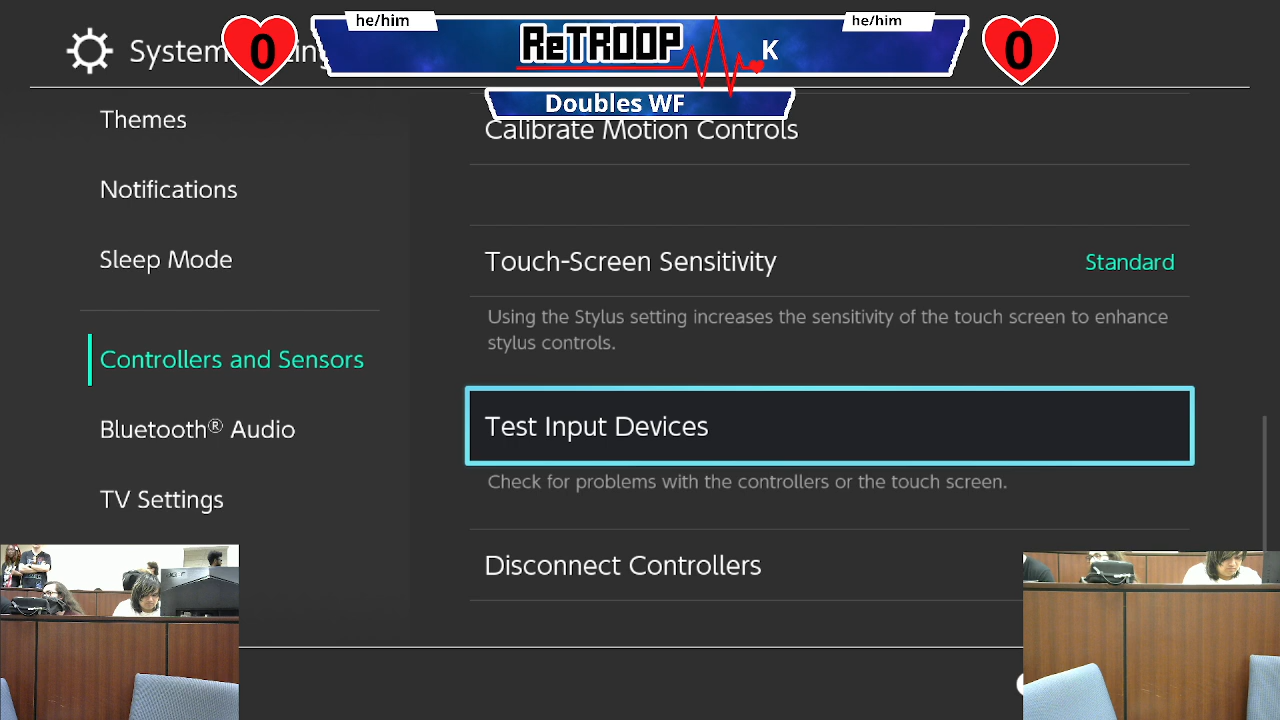 he/him
he/him
System
0
ReTROOP
K
0
Doubles WF
Themes
Notifications
Sleep Mode
Controllers and Sensors
Bluetooth® Audio
TV Settings
Calibrate Motion Controls
Touch-Screen Sensitivity
Standard
Using the Stylus setting increases the sensitivity of the touch screen to enhance
stylus controls.
Test Input Devices
Check for problems with the controllers or the touch screen.
Disconnect Controllers